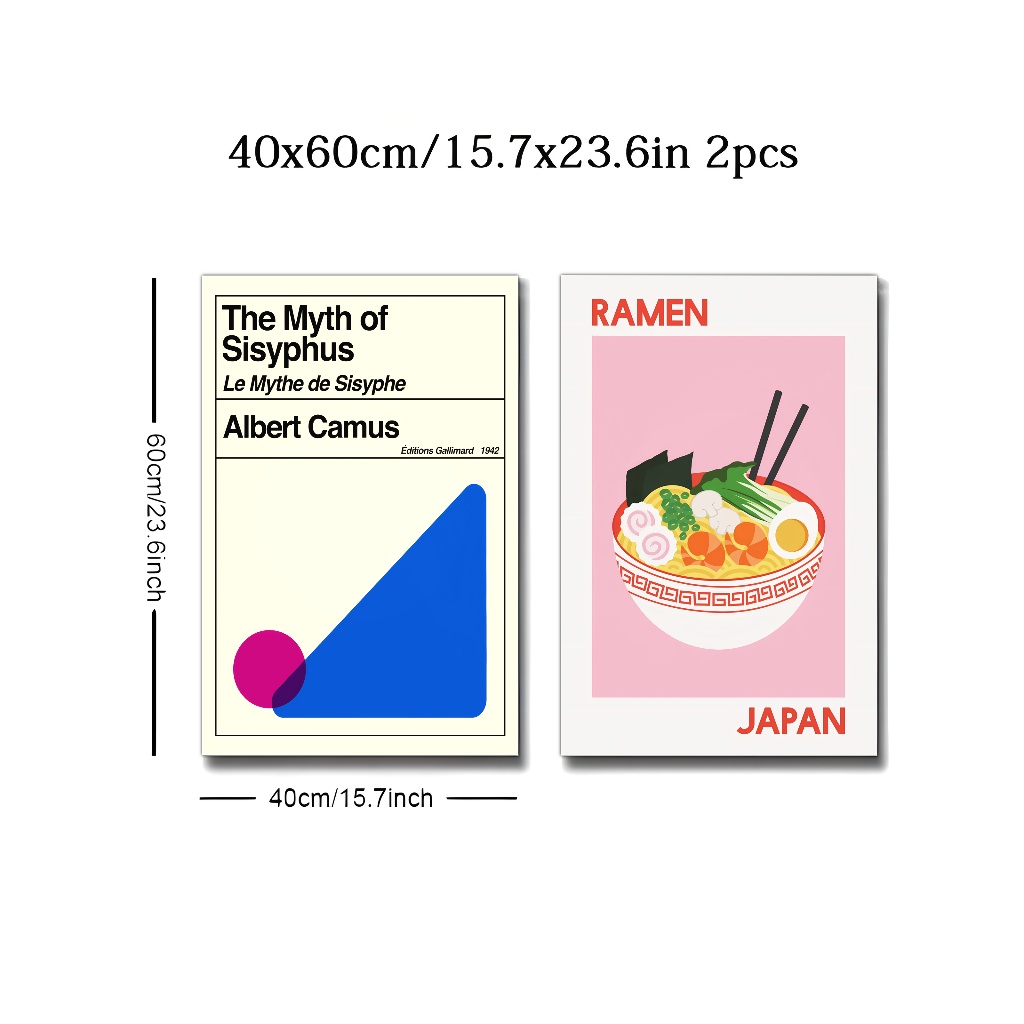 40x60cm/15.7x23.6in 2pcs
The Myth of
Sisyphus
Le Mythe de Sisyphe
Albert Camus
Éditions Gallimard 1942
RAMEN
JAPAN
60cm/23.6inch
40cm/15.7inch